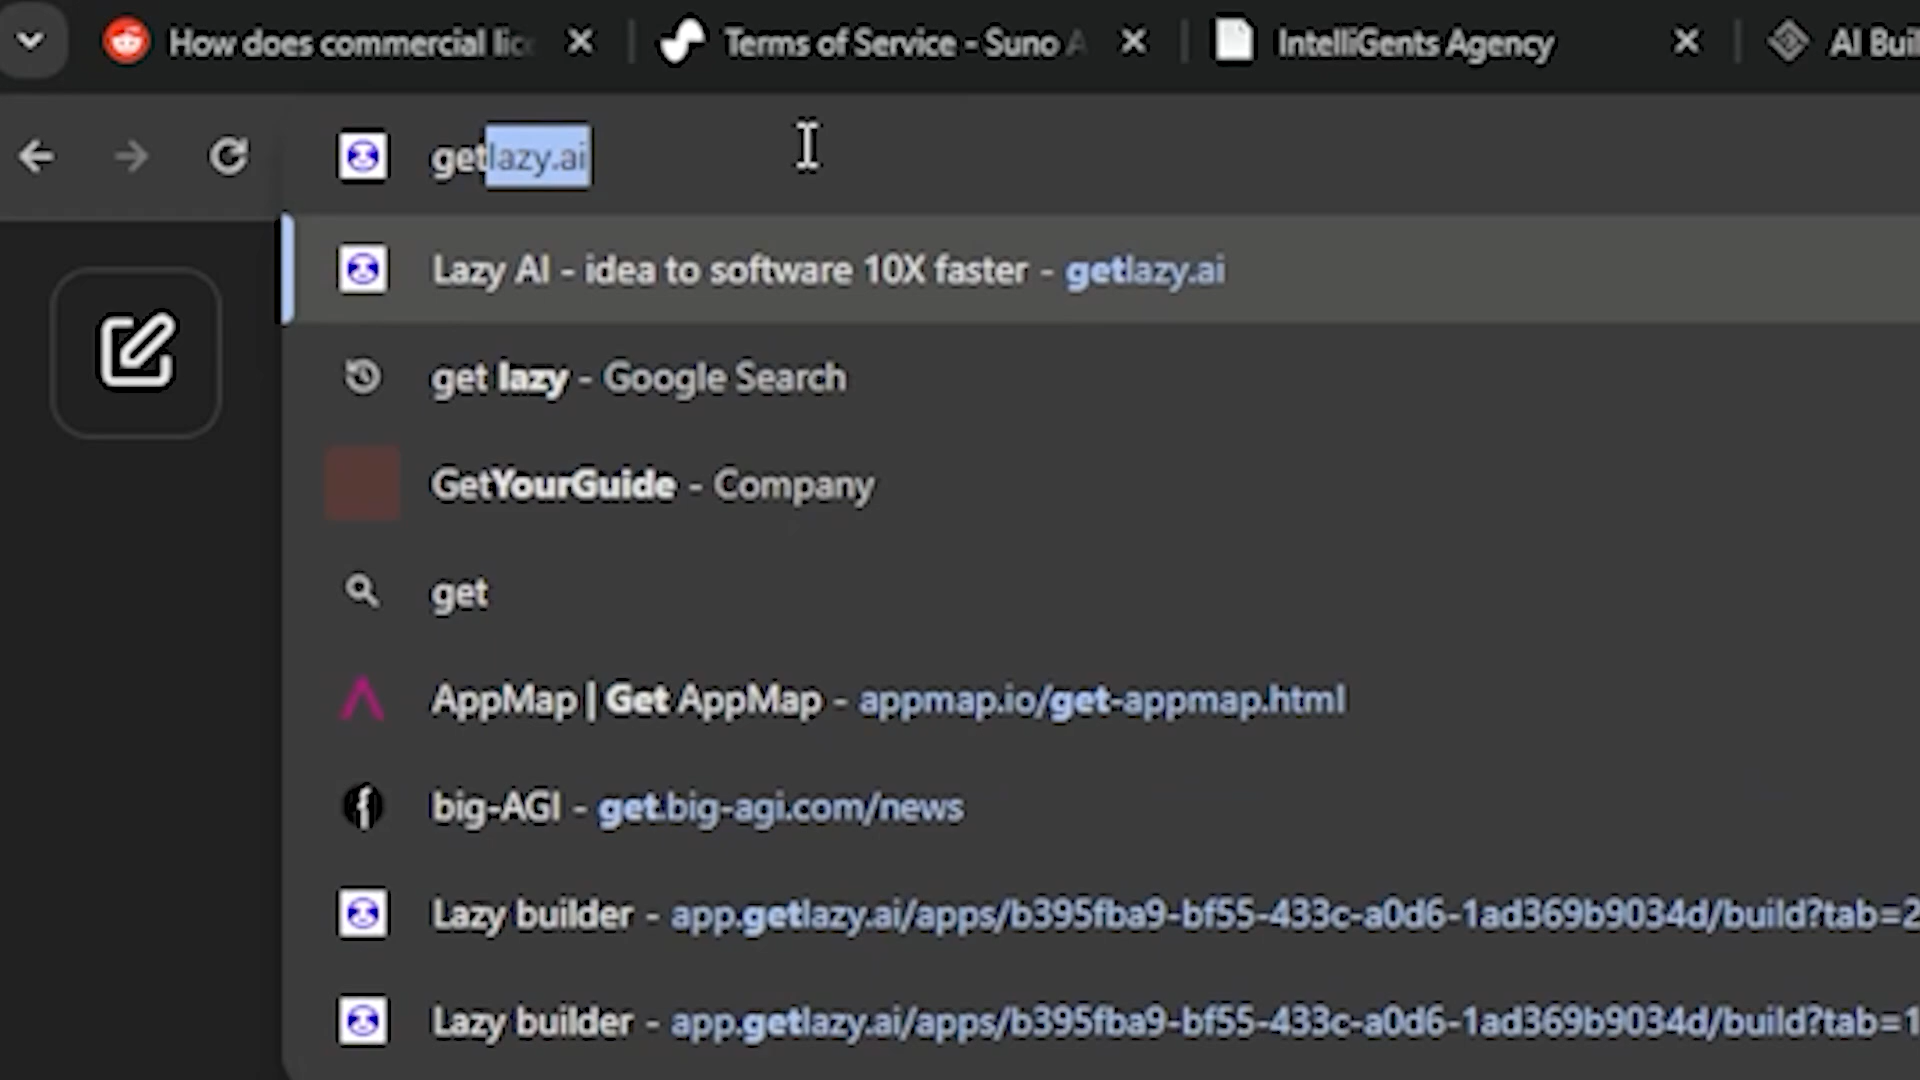 How does commercial lic
Terms of Service - Suno A
IntelliGents Agency
AI Buil
getlazy.ai
Lazy AI - idea to software 10X faster - getlazy.ai
get lazy - Google Search
GetYourGuide - Company
get
AppMap | Get AppMap - appmap.io/get-appmap.html
big-AGI - get.big-agi.com/news
Lazy builder - app.getlazy.ai/apps/b395fba9-bf55-433c-a0d6-1ad369b9034d/build?tab=2
Lazy builder - app.getlazy.ai/apps/b395fba9-bf55-433c-a0d6-1ad369b9034d/build?tab=1